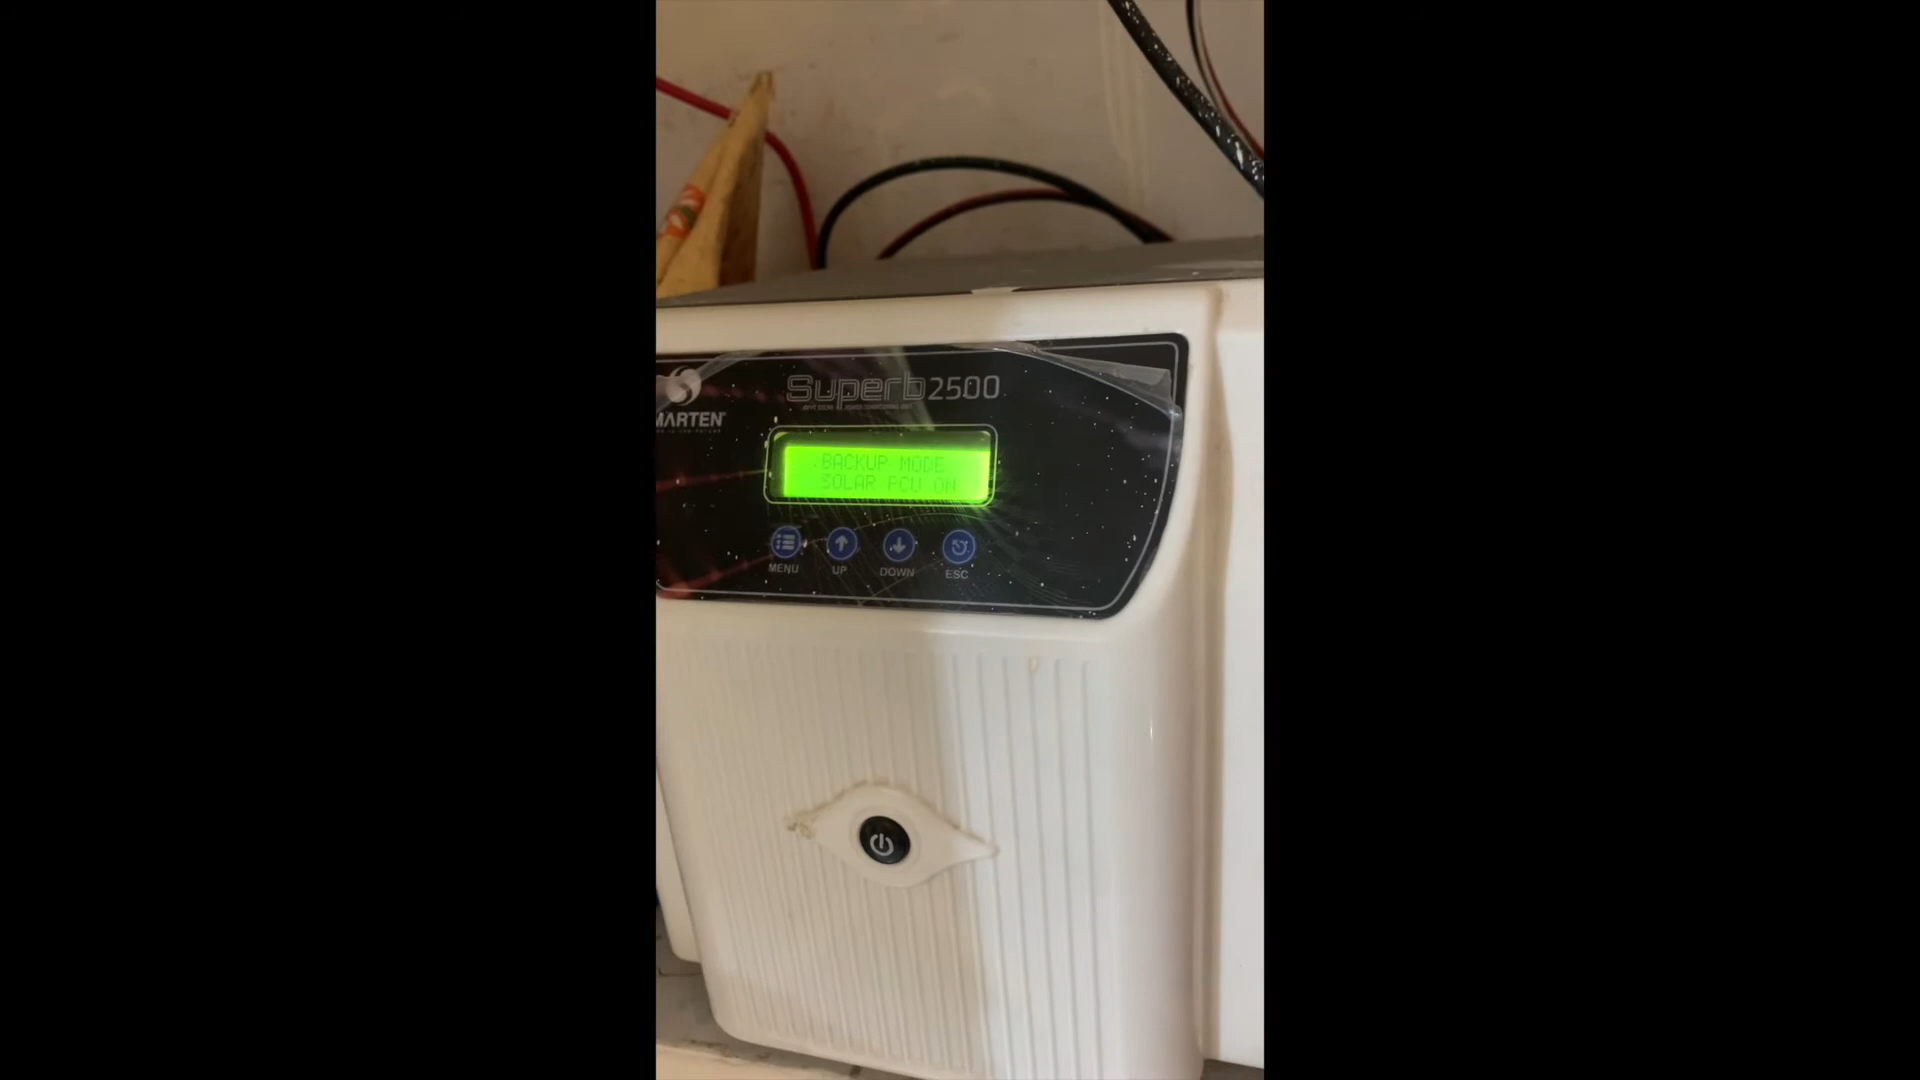 Superb2500
MARTEN
BACKUP MODE
SOLAR PCU ON
MENU
UP
DOWN
ESC